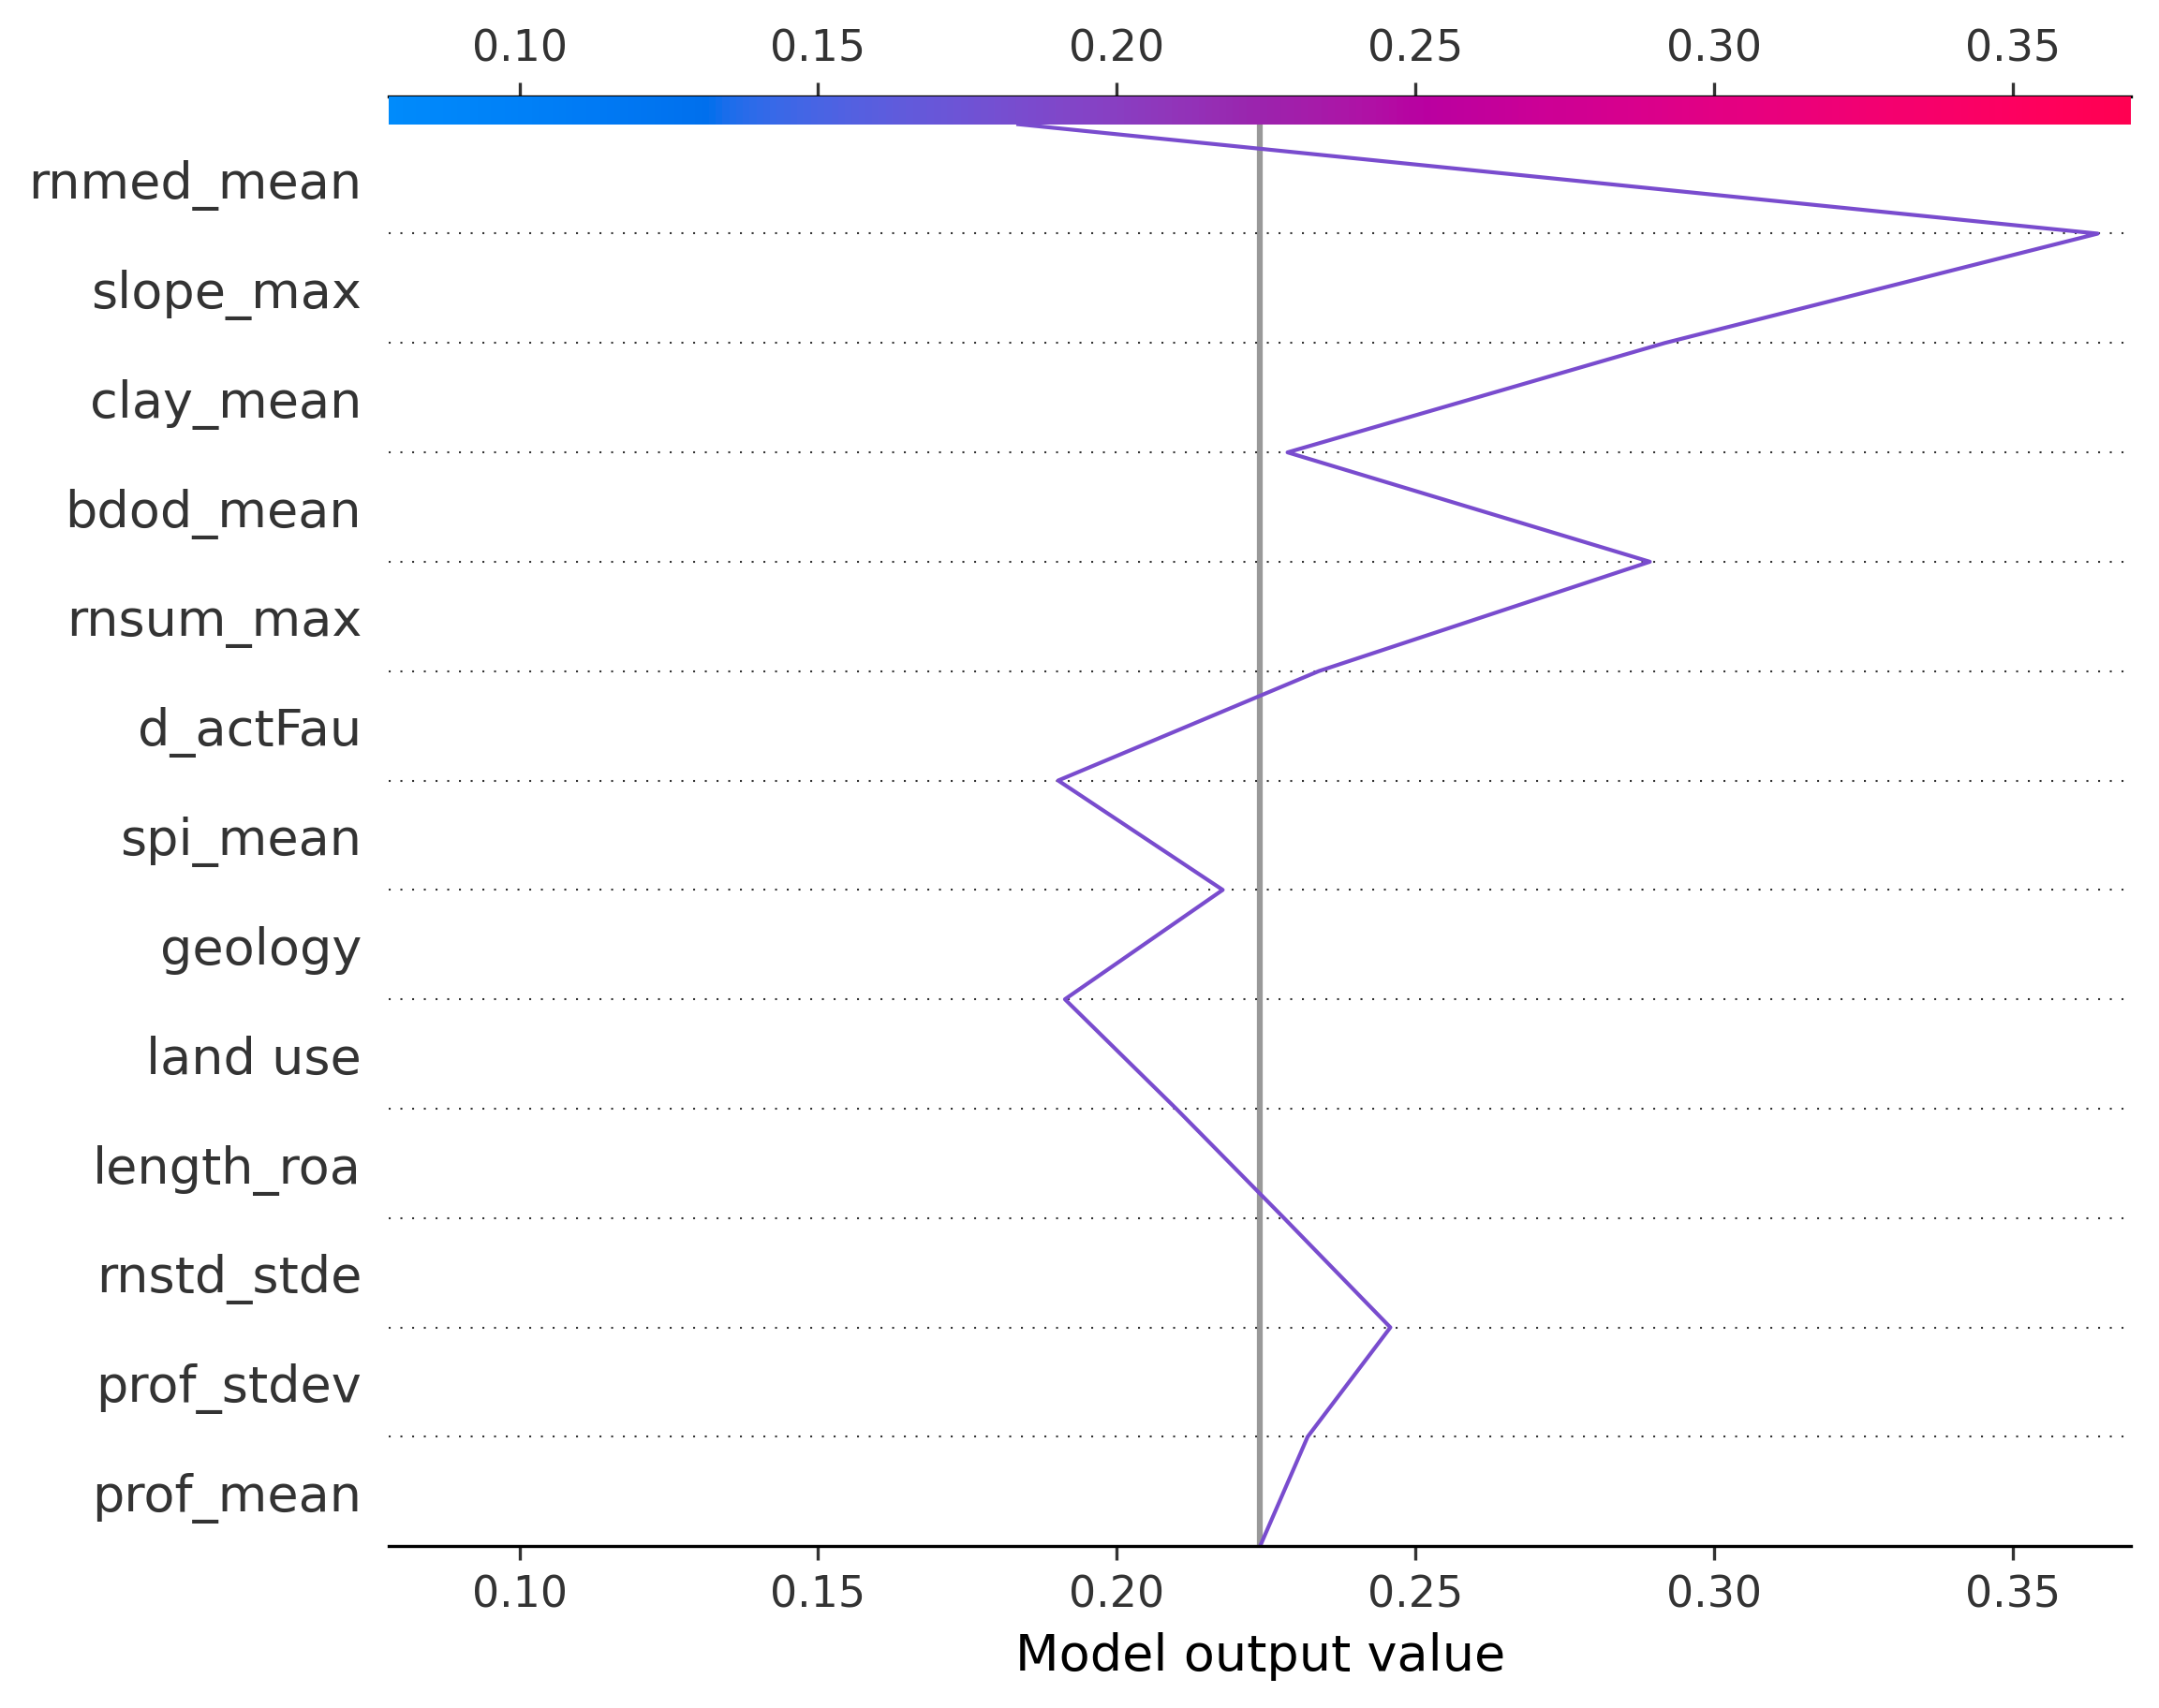 0.10 0.15 0.20 0.25 0.30 0.35
rnmed_mean
slope_max
clay_mean
bdod_mean
rnsum_max
d_actFau
spi_mean
geology
land use
length_roa
rnstd_stde
prof_stdev
prof_mean
0.10 0.15 0.20 0.25 0.30 0.35
Model output value